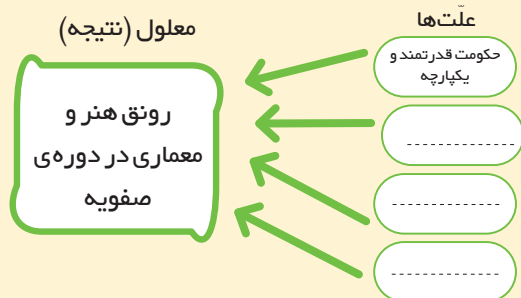 علّت‌ها
معلول (نتیجه)
حکومت قدرتمند و
یکپارچه
رونق هنر و
معماری در دوره‌ی
صفویه
--------------
--------------
--------------